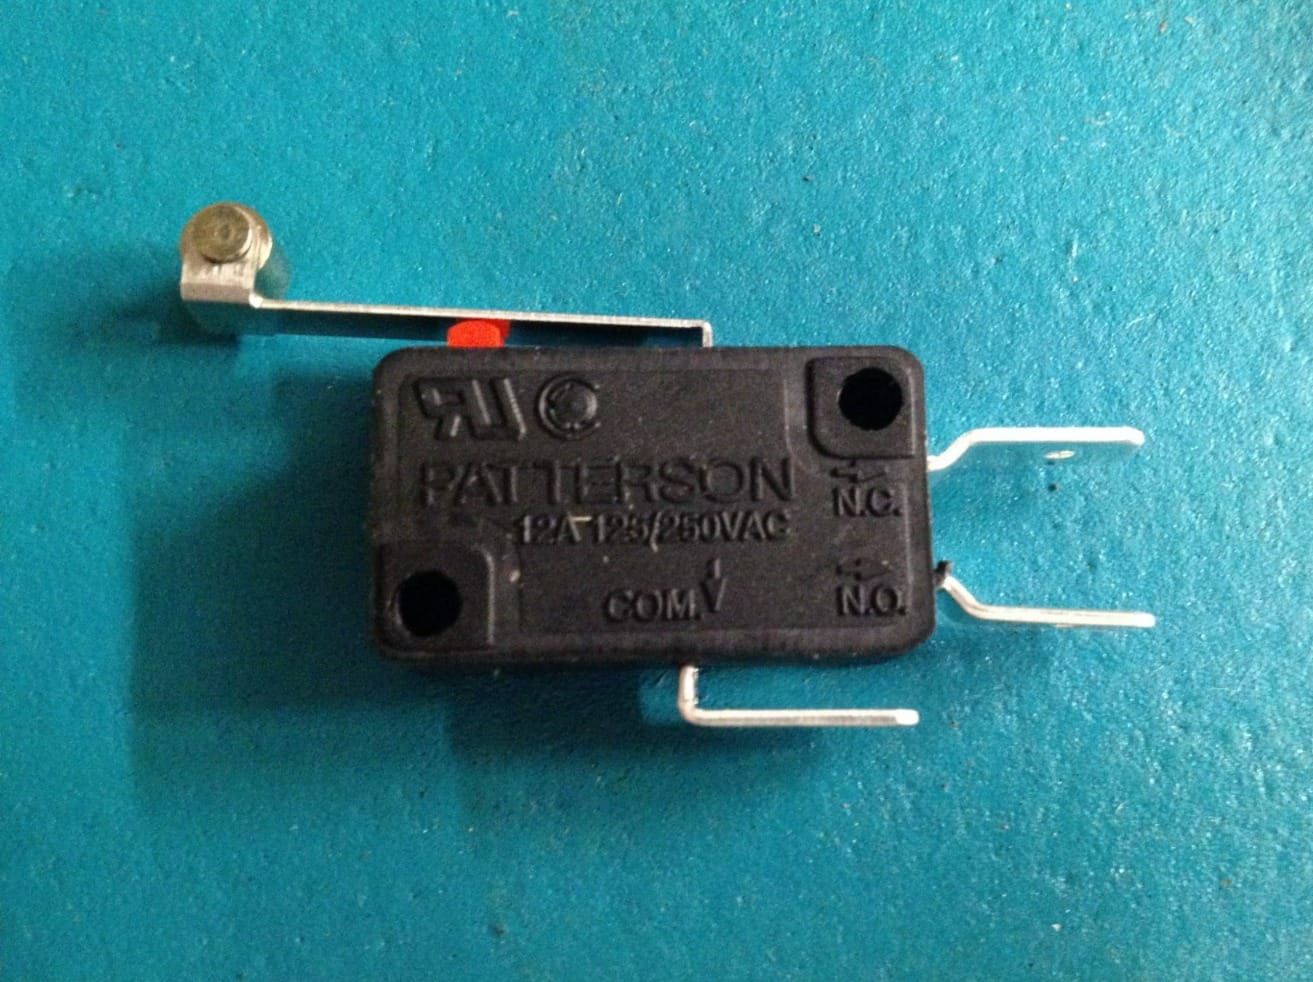 PATTERSON
12A 125/250VAC
N.C.
COM.
N.O.